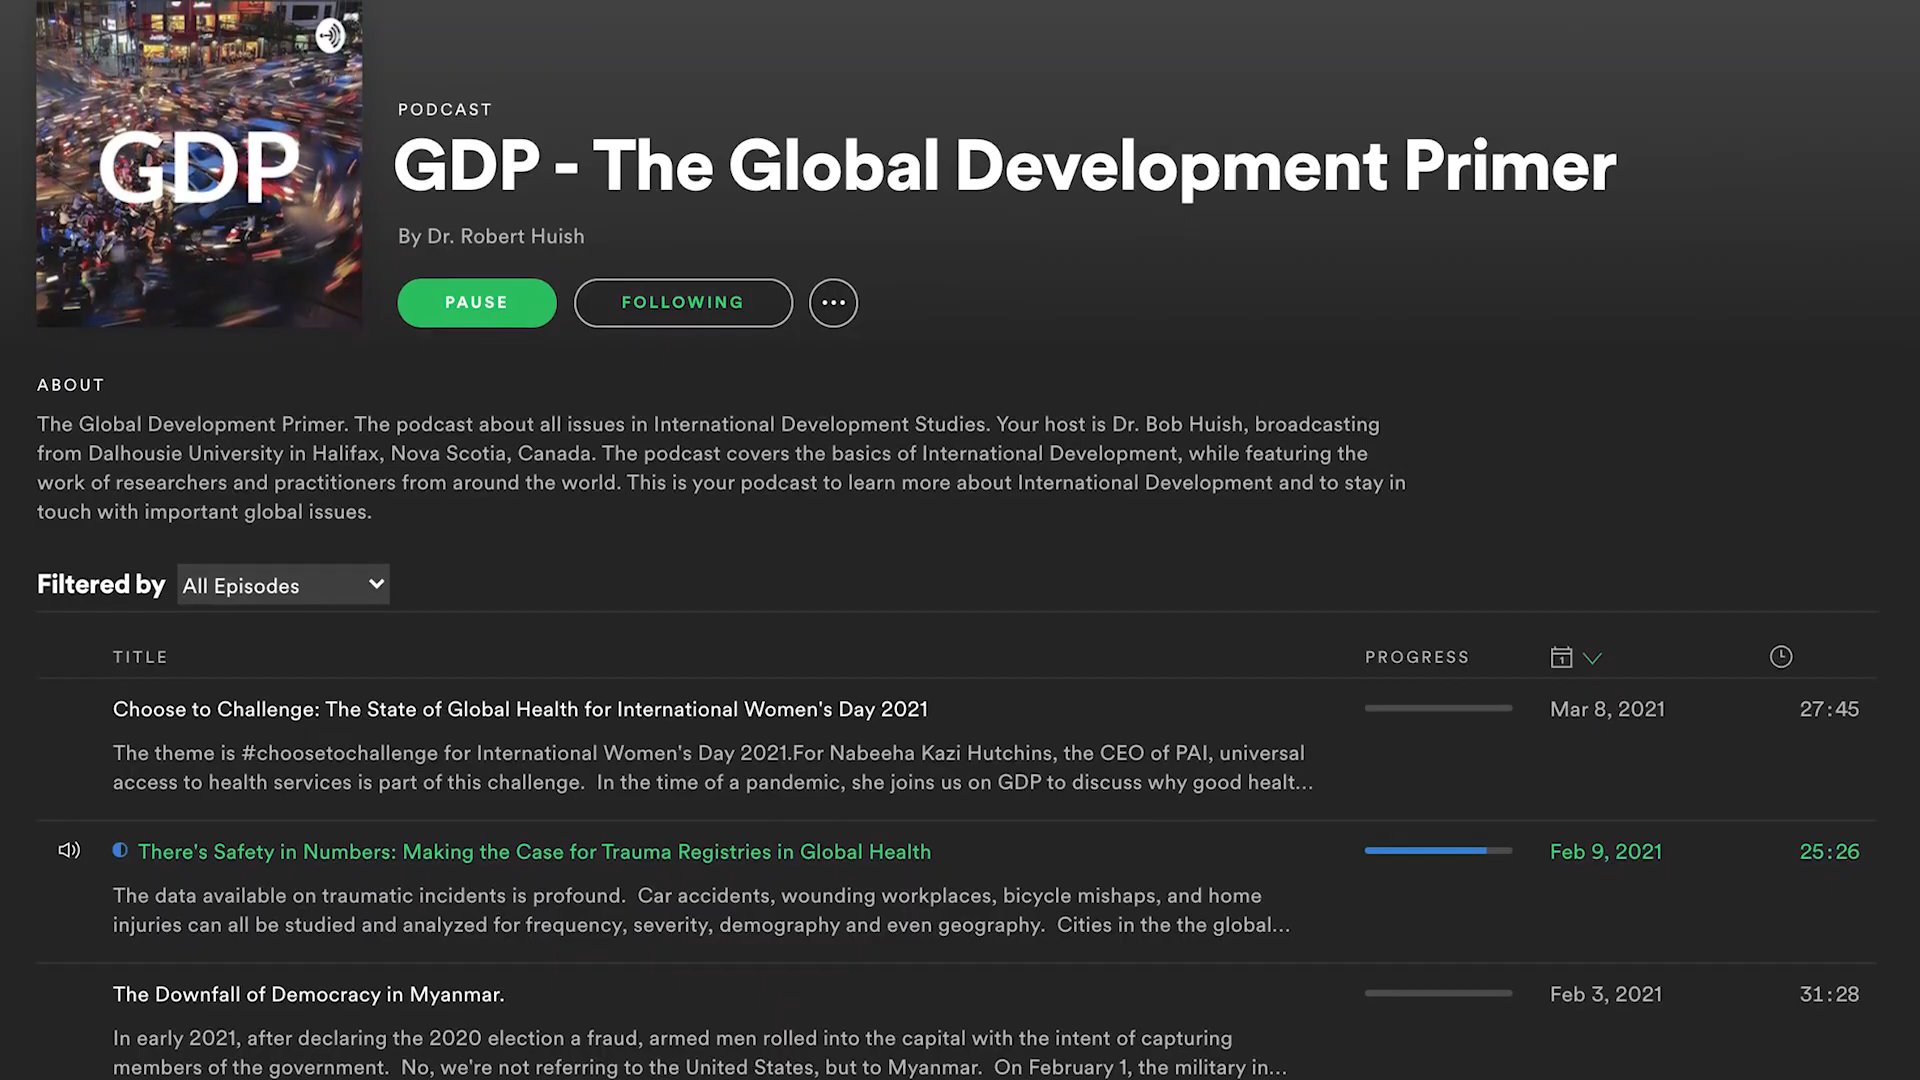 GDP
PODCAST
GDP - The Global Development Primer
By Dr. Robert Huish
PAUSE
FOLLOWING
ABOUT
The Global Development Primer. The podcast about all issues in International Development Studies. Your host is Dr. Bob Huish, broadcasting
from Dalhousie University in Halifax, Nova Scotia, Canada. The podcast covers the basics of International Development, while featuring the
work of researchers and practitioners from around the world. This is your podcast to learn more about International Development and to stay in
touch with important global issues.
Filtered by All Episodes
TITLE PROGRESS
Choose to Challenge: The State of Global Health for International Women's Day 2021 Mar 8, 2021 27:45
The theme is #choosetochallenge for International Women's Day 2021.For Nabeeha Kazi Hutchins, the CEO of PAI, universal
access to health services is part of this challenge.  In the time of a pandemic, she joins us on GDP to discuss why good healt...
There's Safety in Numbers: Making the Case for Trauma Registries in Global Health Feb 9, 2021 25:26
The data available on traumatic incidents is profound.  Car accidents, wounding workplaces, bicycle mishaps, and home
injuries can all be studied and analyzed for frequency, severity, demography and even geography.  Cities in the the global...
The Downfall of Democracy in Myanmar. Feb 3, 2021 31:28
In early 2021, after declaring the 2020 election a fraud, armed men rolled into the capital with the intent of capturing
members of the government.  No, we're not referring to the United States, but to Myanmar.  On February 1, the military in...